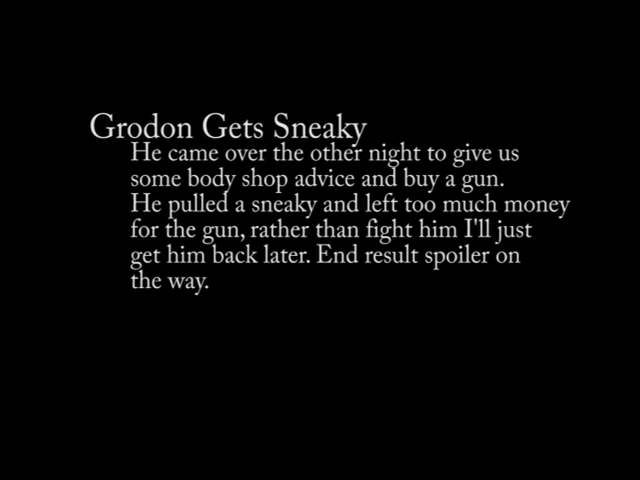 Grodon Gets Sneaky
He came over the other night to give us
some body shop advice and buy a gun.
He pulled a sneaky and left too much money
for the gun, rather than fight him I'll just
get him back later. End result spoiler on
the way.